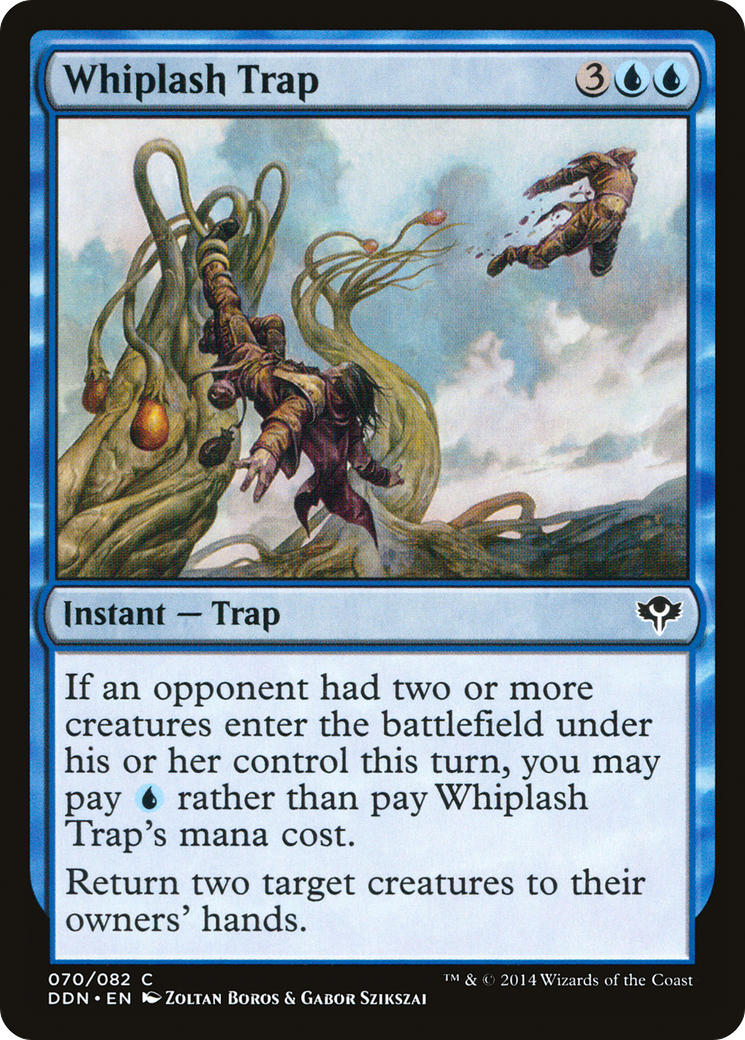 Whiplash Trap 3
Instant — Trap
If an opponent had two or more
creatures enter the battlefield under
his or her control this turn, you may
pay rather than pay Whiplash
Trap's mana cost.
Return two target creatures to their
owners' hands.
070/082 C
™ & © 2014 Wizards of the Coast
DDN • EN Zoltan Boros & Gabor Szikszai